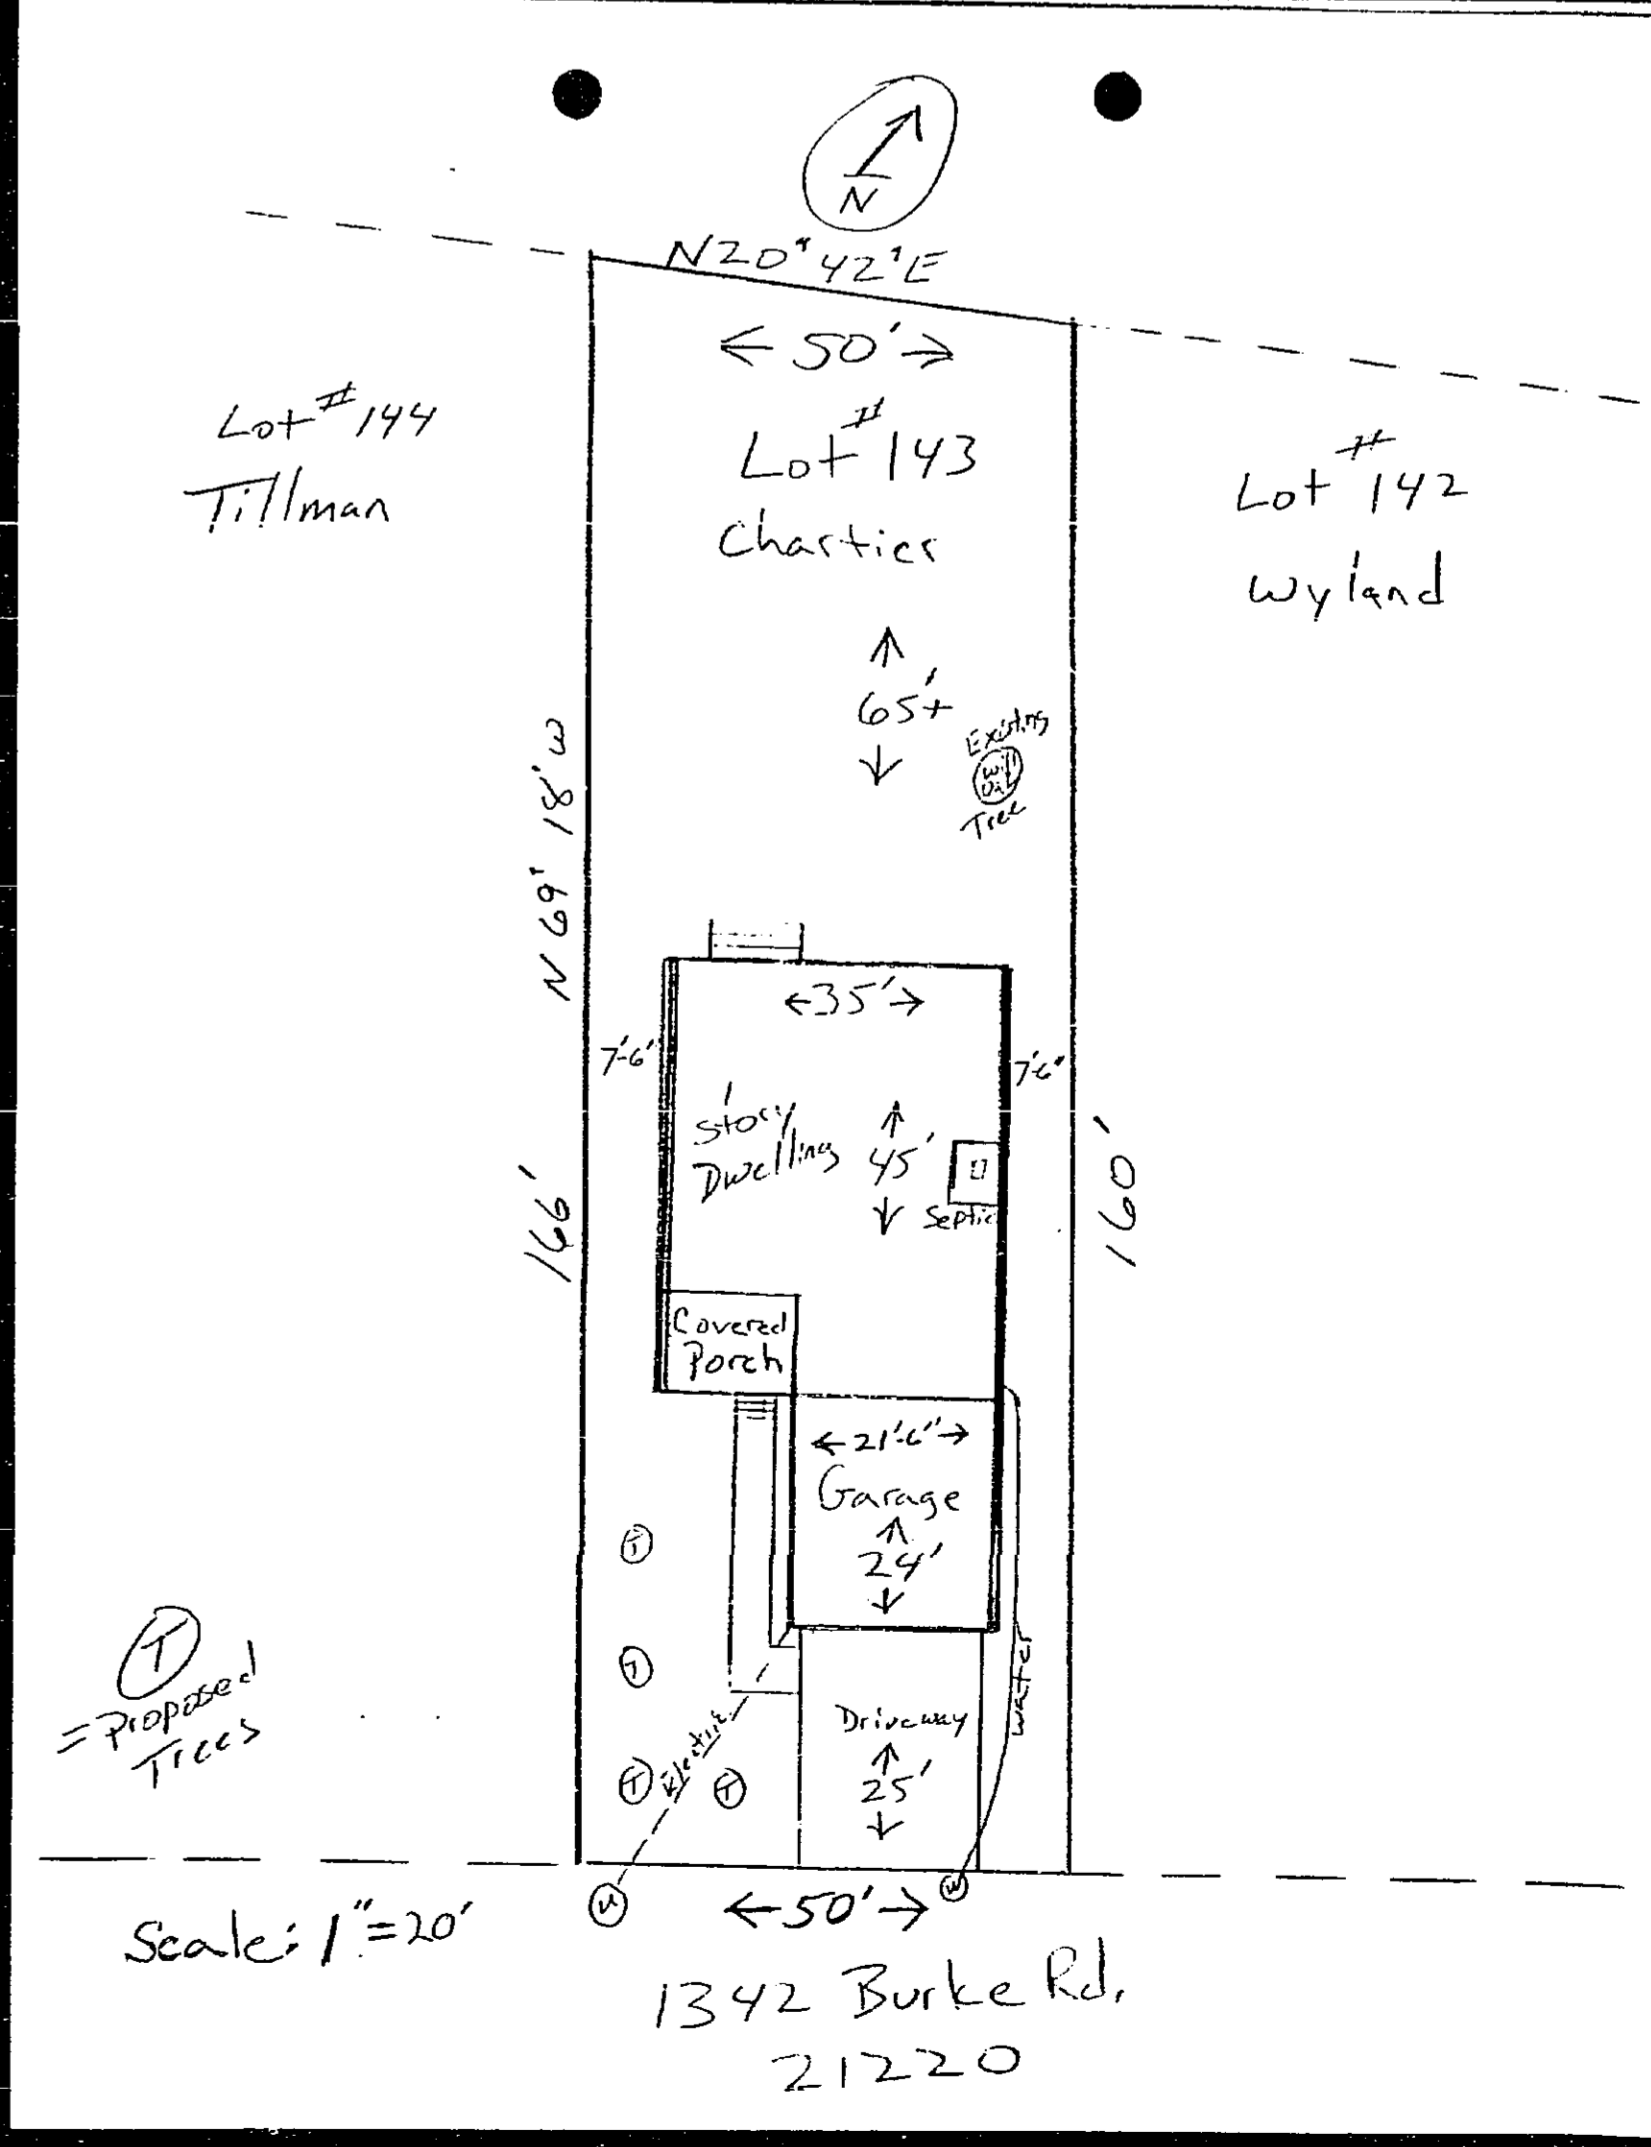 N
N20°42'E
50'
Lot # 144
Tillman
Lot # 143
Chartier
Lot # 142
Wyland
65'+
Existing
Tree
N 69° 18' W
166'
35'
7'-6'
7'-6"
1
Story
Dwelling
45'
Septic
160'
Covered
Porch
21'-6"
Garage
24'
T
T
T
T
T
= Proposed
Trees
Electric
Driveway
25'
Water
W
Scale: 1"=20'
50'
1342 Burke Rd.
21220